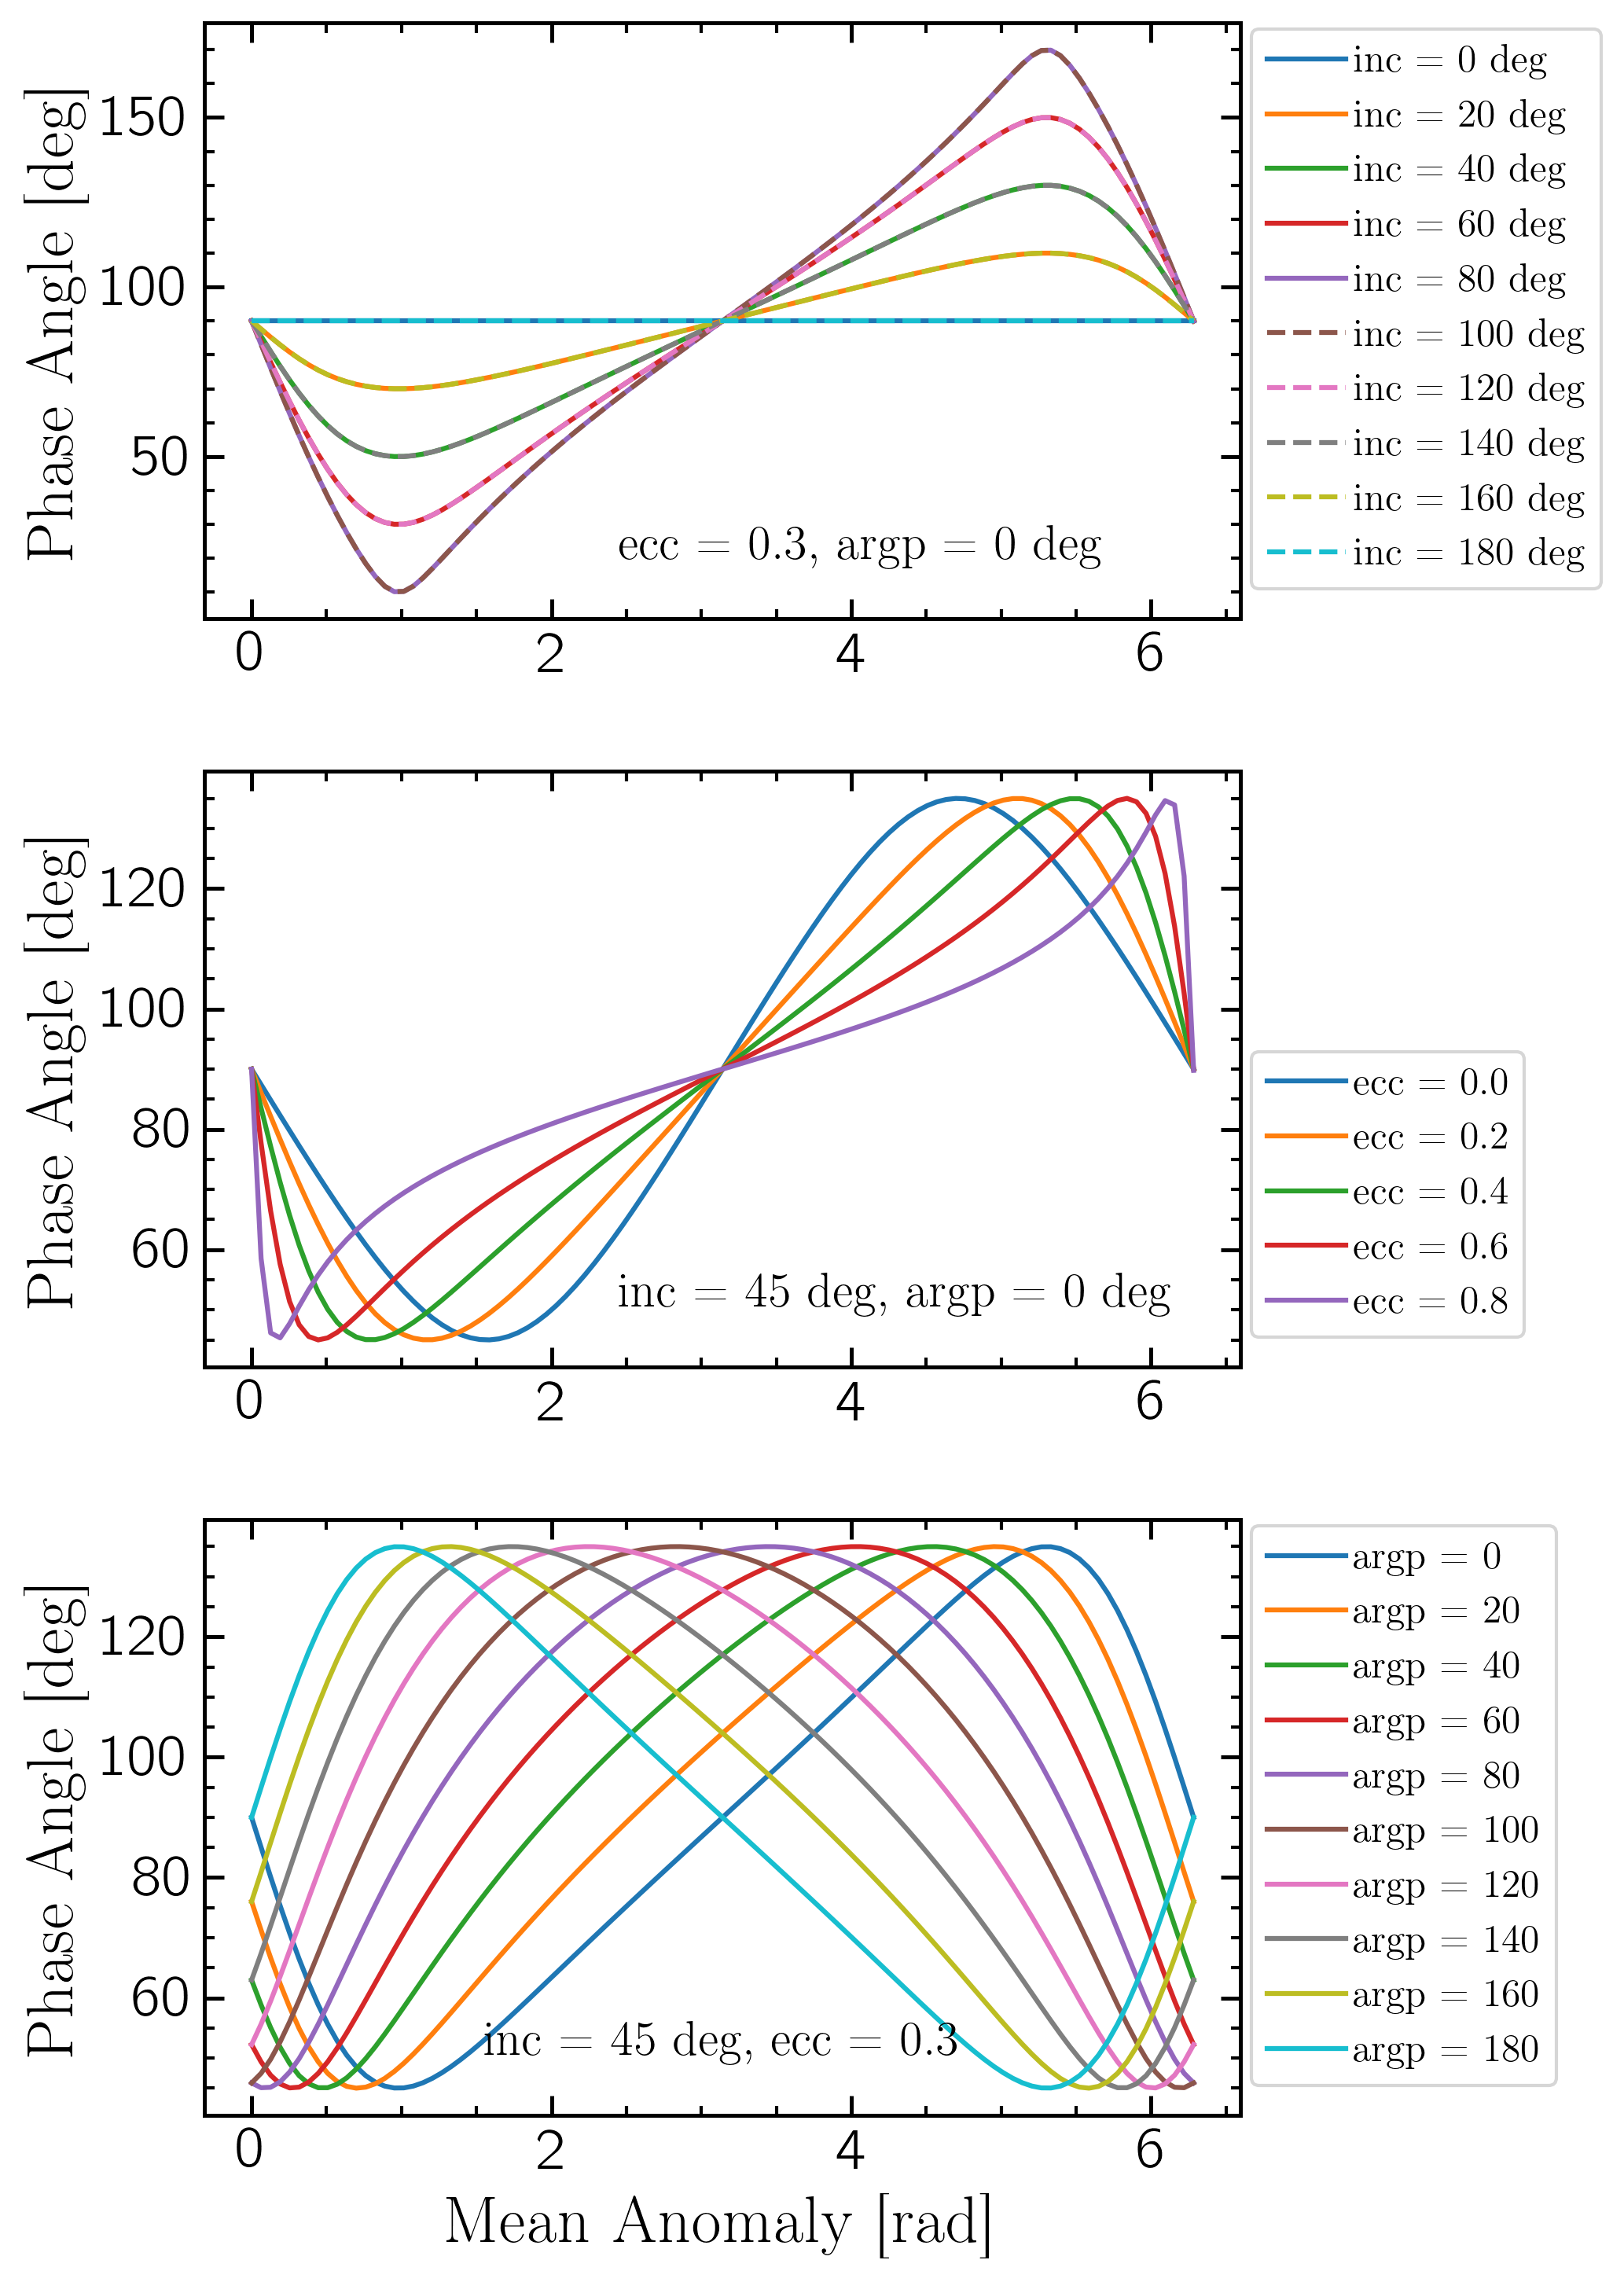 Phase Angle [deg]
150
100
50
0 2 4 6
ecc = 0.3, argp = 0 deg
inc = 0 deg
inc = 20 deg
inc = 40 deg
inc = 60 deg
inc = 80 deg
inc = 100 deg
inc = 120 deg
inc = 140 deg
inc = 160 deg
inc = 180 deg
Phase Angle [deg]
120
100
80
60
0 2 4 6
inc = 45 deg, argp = 0 deg
ecc = 0.0
ecc = 0.2
ecc = 0.4
ecc = 0.6
ecc = 0.8
Phase Angle [deg]
120
100
80
60
0 2 4 6
inc = 45 deg, ecc = 0.3
argp = 0
argp = 20
argp = 40
argp = 60
argp = 80
argp = 100
argp = 120
argp = 140
argp = 160
argp = 180
Mean Anomaly [rad]